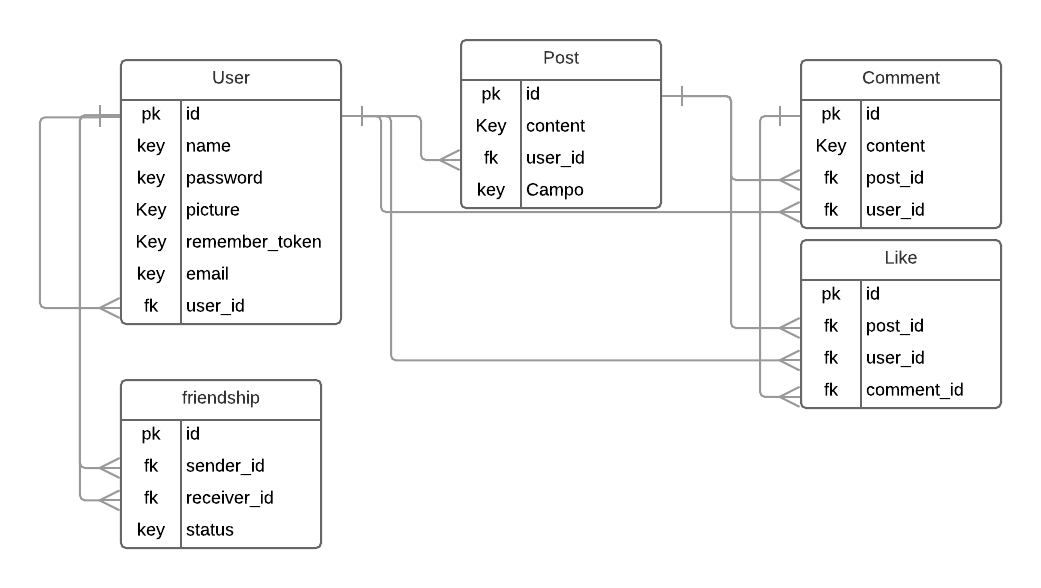 User
pk id
key name
key password
Key picture
Key remember_token
key email
fk user_id
Post
pk id
Key content
fk user_id
key Campo
Comment
pk id
Key content
fk post_id
fk user_id
Like
pk id
fk post_id
fk user_id
fk comment_id
friendship
pk id
fk sender_id
fk receiver_id
key status